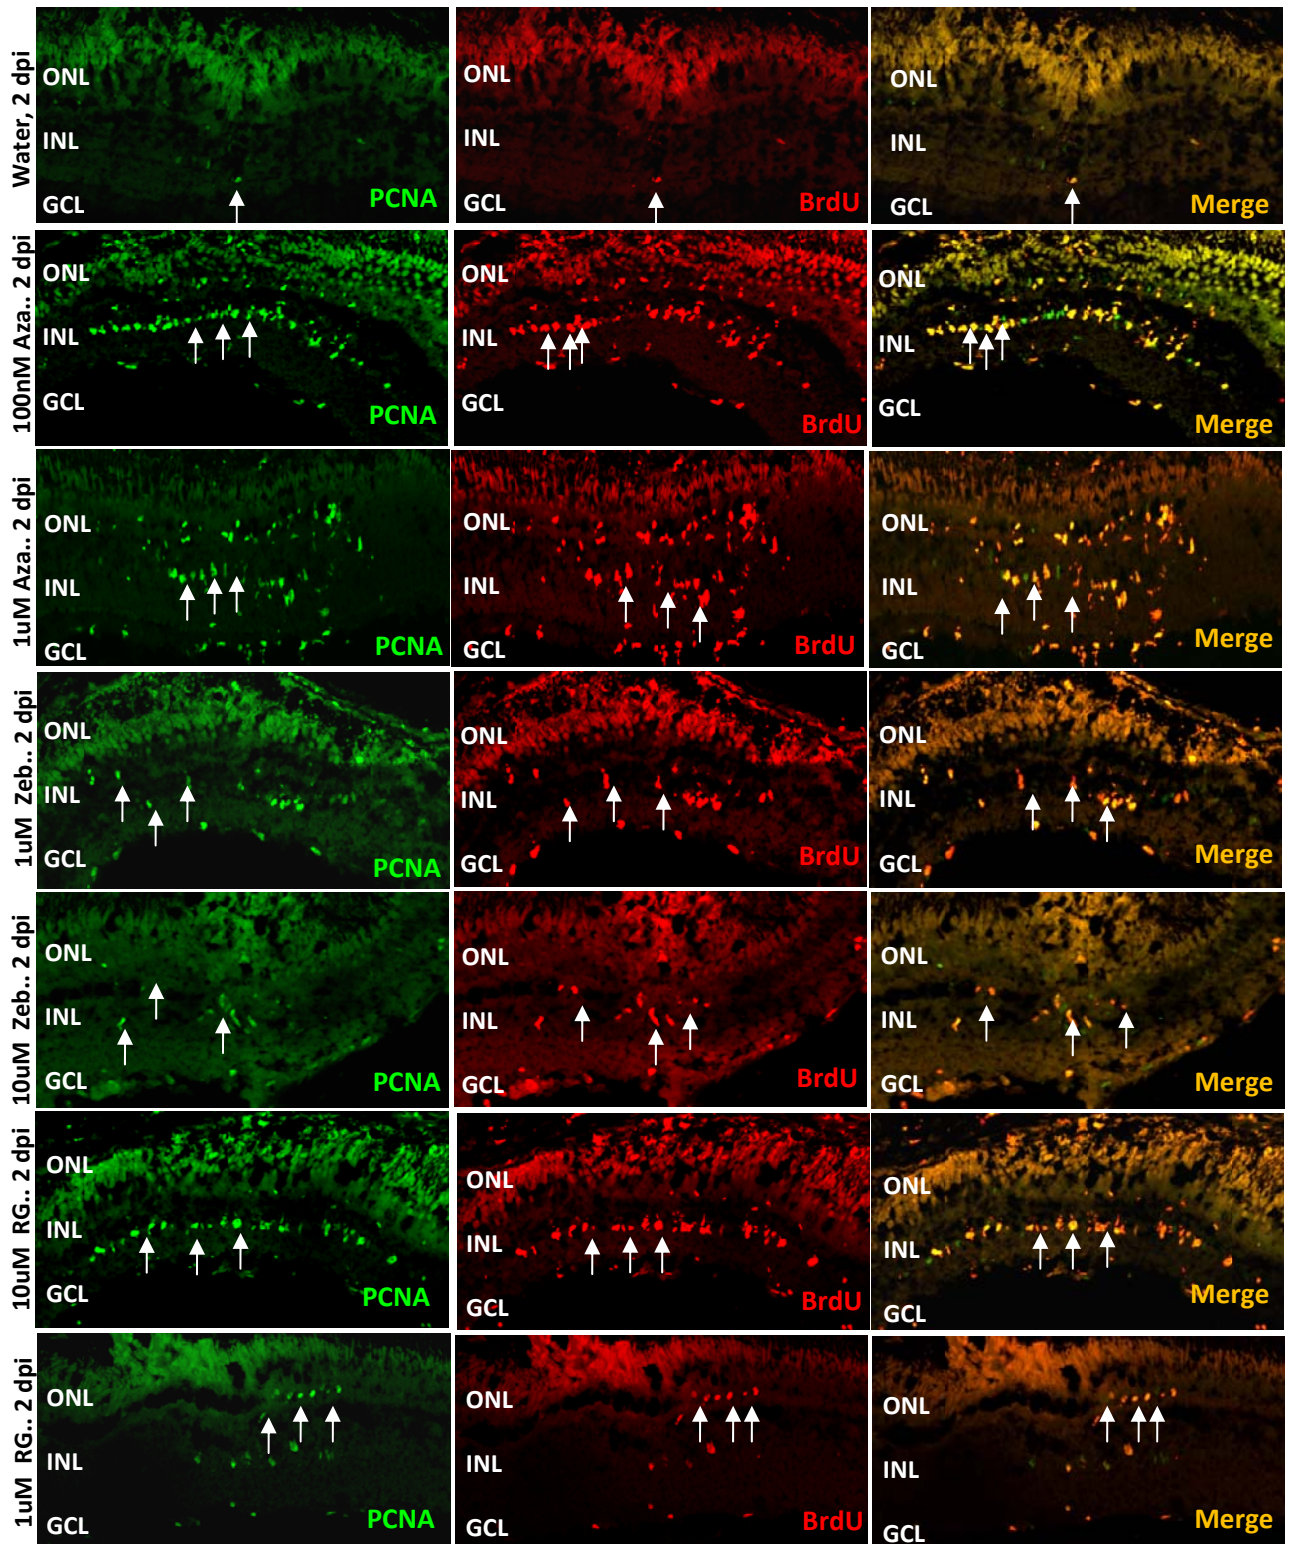 Water, 2 dpi
ONL
INL
GCL
PCNA
ONL
INL
GCL
BrdU
ONL
INL
GCL
Merge
100nM Aza.. 2 dpi
ONL
INL
GCL
PCNA
ONL
INL
GCL
BrdU
ONL
INL
GCL
Merge
1uM Aza.. 2 dpi
ONL
INL
GCL
PCNA
ONL
INL
GCL
BrdU
ONL
INL
GCL
Merge
1uM Zeb.. 2 dpi
ONL
INL
GCL
PCNA
ONL
INL
GCL
BrdU
ONL
INL
GCL
Merge
10uM Zeb.. 2 dpi
ONL
INL
GCL
PCNA
ONL
INL
GCL
BrdU
ONL
INL
GCL
Merge
10uM RG.. 2 dpi
ONL
INL
GCL
PCNA
ONL
INL
GCL
BrdU
ONL
INL
GCL
Merge
1uM RG.. 2 dpi
ONL
INL
GCL
PCNA
ONL
INL
GCL
BrdU
ONL
INL
GCL
Merge